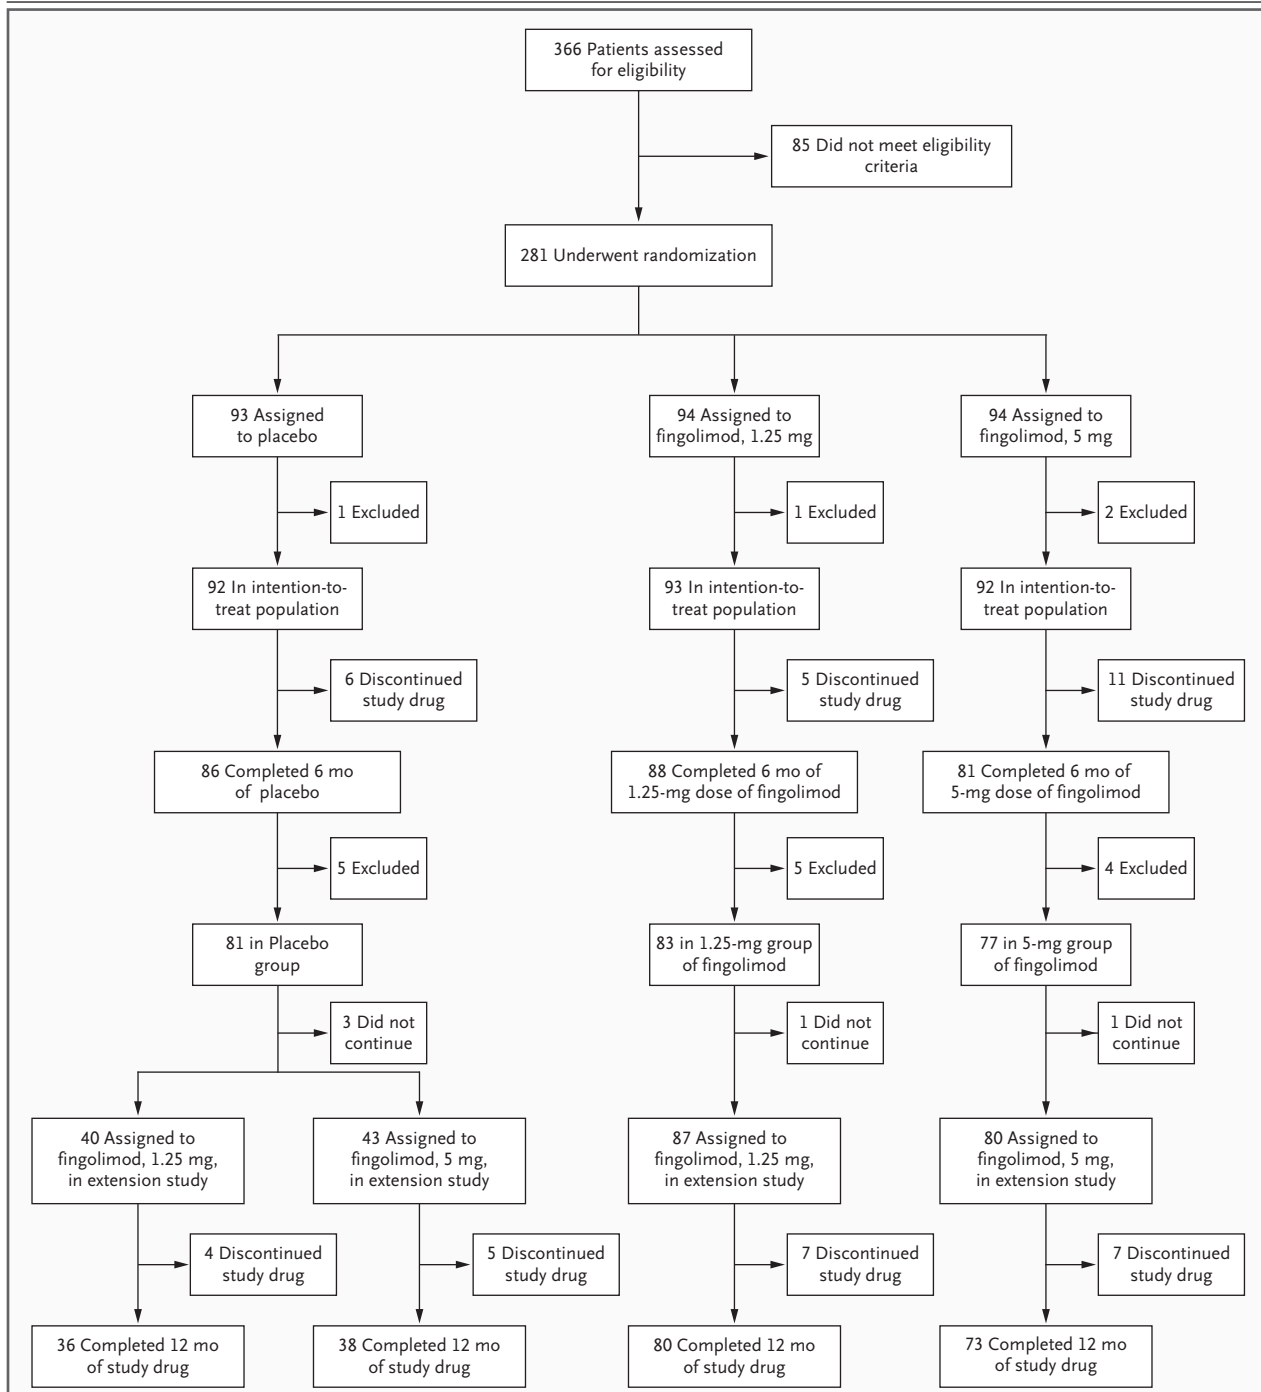 366 Patients assessed
for eligibility
85 Did not meet eligibility
criteria
281 Underwent randomization
93 Assigned
to placebo
94 Assigned to
fingolimod, 1.25 mg
94 Assigned to
fingolimod, 5 mg
1 Excluded
1 Excluded
2 Excluded
92 In intention-to-
treat population
93 In intention-to-
treat population
92 In intention-to-
treat population
6 Discontinued
study drug
5 Discontinued
study drug
11 Discontinued
study drug
86 Completed 6 mo
of placebo
88 Completed 6 mo of
1.25-mg dose of fingolimod
81 Completed 6 mo of
5-mg dose of fingolimod
5 Excluded
5 Excluded
4 Excluded
81 in Placebo
group
83 in 1.25-mg group
of fingolimod
77 in 5-mg group
of fingolimod
3 Did not
continue
1 Did not
continue
1 Did not
continue
40 Assigned to
fingolimod, 1.25 mg,
in extension study
43 Assigned to
fingolimod, 5 mg,
in extension study
87 Assigned to
fingolimod, 1.25 mg,
in extension study
80 Assigned to
fingolimod, 5 mg,
in extension study
4 Discontinued
study drug
5 Discontinued
study drug
7 Discontinued
study drug
7 Discontinued
study drug
36 Completed 12 mo
of study drug
38 Completed 12 mo
of study drug
80 Completed 12 mo
of study drug
73 Completed 12 mo
of study drug